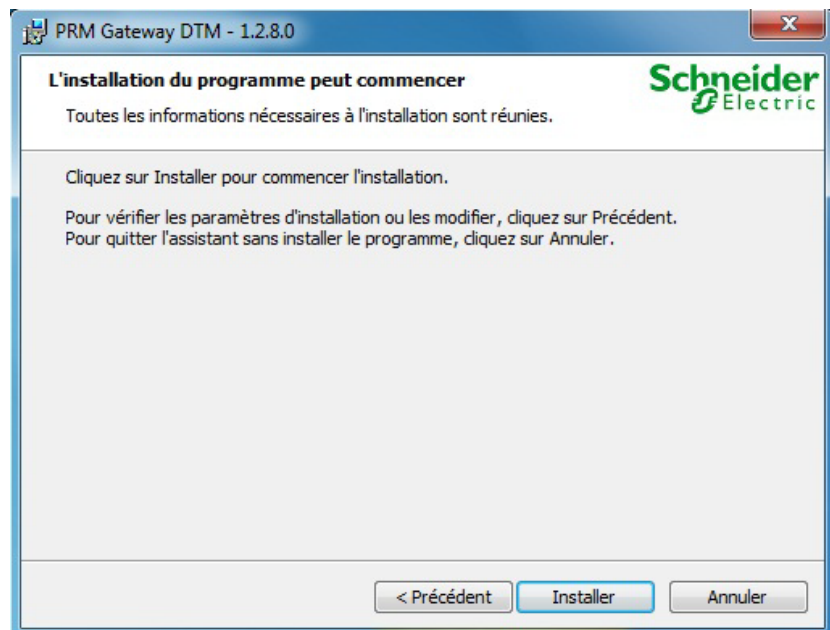 PRM Gateway DTM - 1.2.8.0
L'installation du programme peut commencer
Toutes les informations nécessaires à l'installation sont réunies.
Schneider
Electric
Cliquez sur Installer pour commencer l'installation.
Pour vérifier les paramètres d'installation ou les modifier, cliquez sur Précédent.
Pour quitter l'assistant sans installer le programme, cliquez sur Annuler.
< Précédent
Installer
Annuler